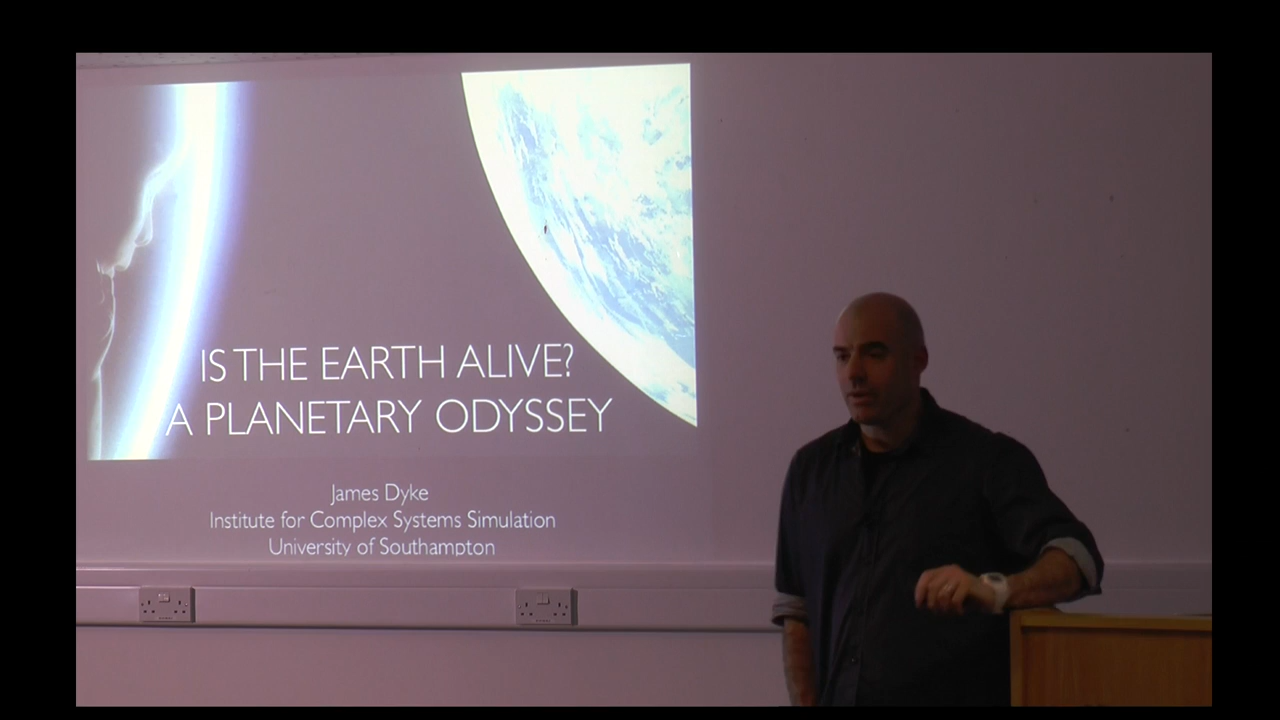 IS THE EARTH ALIVE?
A PLANETARY ODYSSEY
James Dyke
Institute for Complex Systems Simulation
University of Southampton